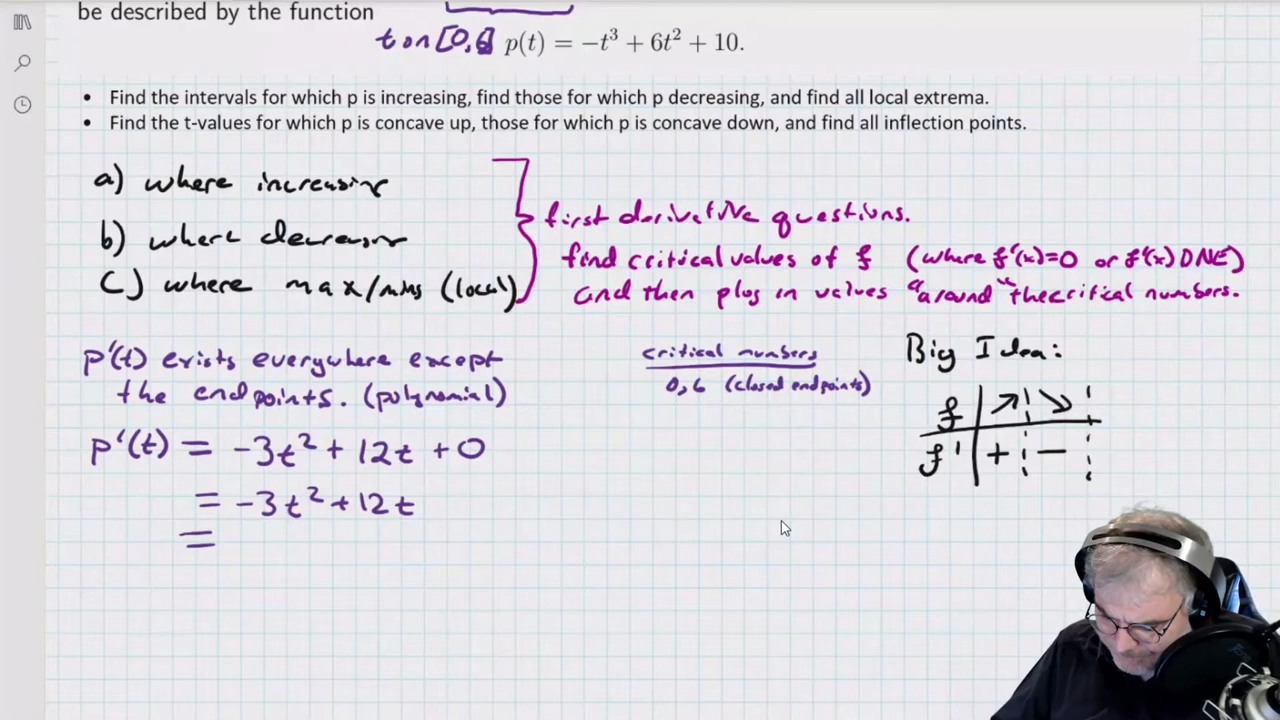 be described by the function
t on [0,6] p(t) = −t³ + 6t² + 10.
• Find the intervals for which p is increasing, find those for which p decreasing, and find all local extrema.
• Find the t-values for which p is concave up, those for which p is concave down, and find all inflection points.
a) where increasing
b) where decreasing
c) where max/mins (local)
first derivative questions.
find critical values of f (where f'(x)=0 or f'(x) DNE)
and then plug in values "around" the critical numbers.
p'(t) exists everywhere except
the endpoints. (polynomial)
p'(t) = -3t² + 12t + 0
= -3t² + 12t
=
critical numbers
0, 6 (closed endpoints)
Big Idea:
f ↗ ↘
f' + −